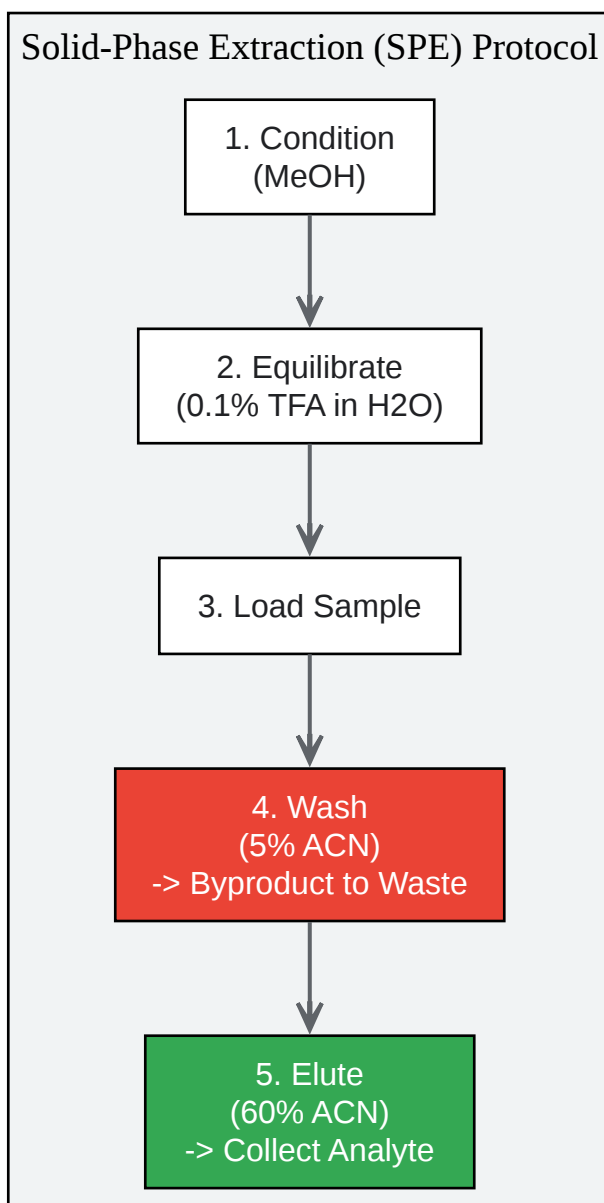 Solid-Phase Extraction (SPE) Protocol
1. Condition
(MeOH)
2. Equilibrate
(0.1% TFA in H2O)
3. Load Sample
4. Wash
(5% ACN)
-> Byproduct to Waste
5. Elute
(60% ACN)
-> Collect Analyte